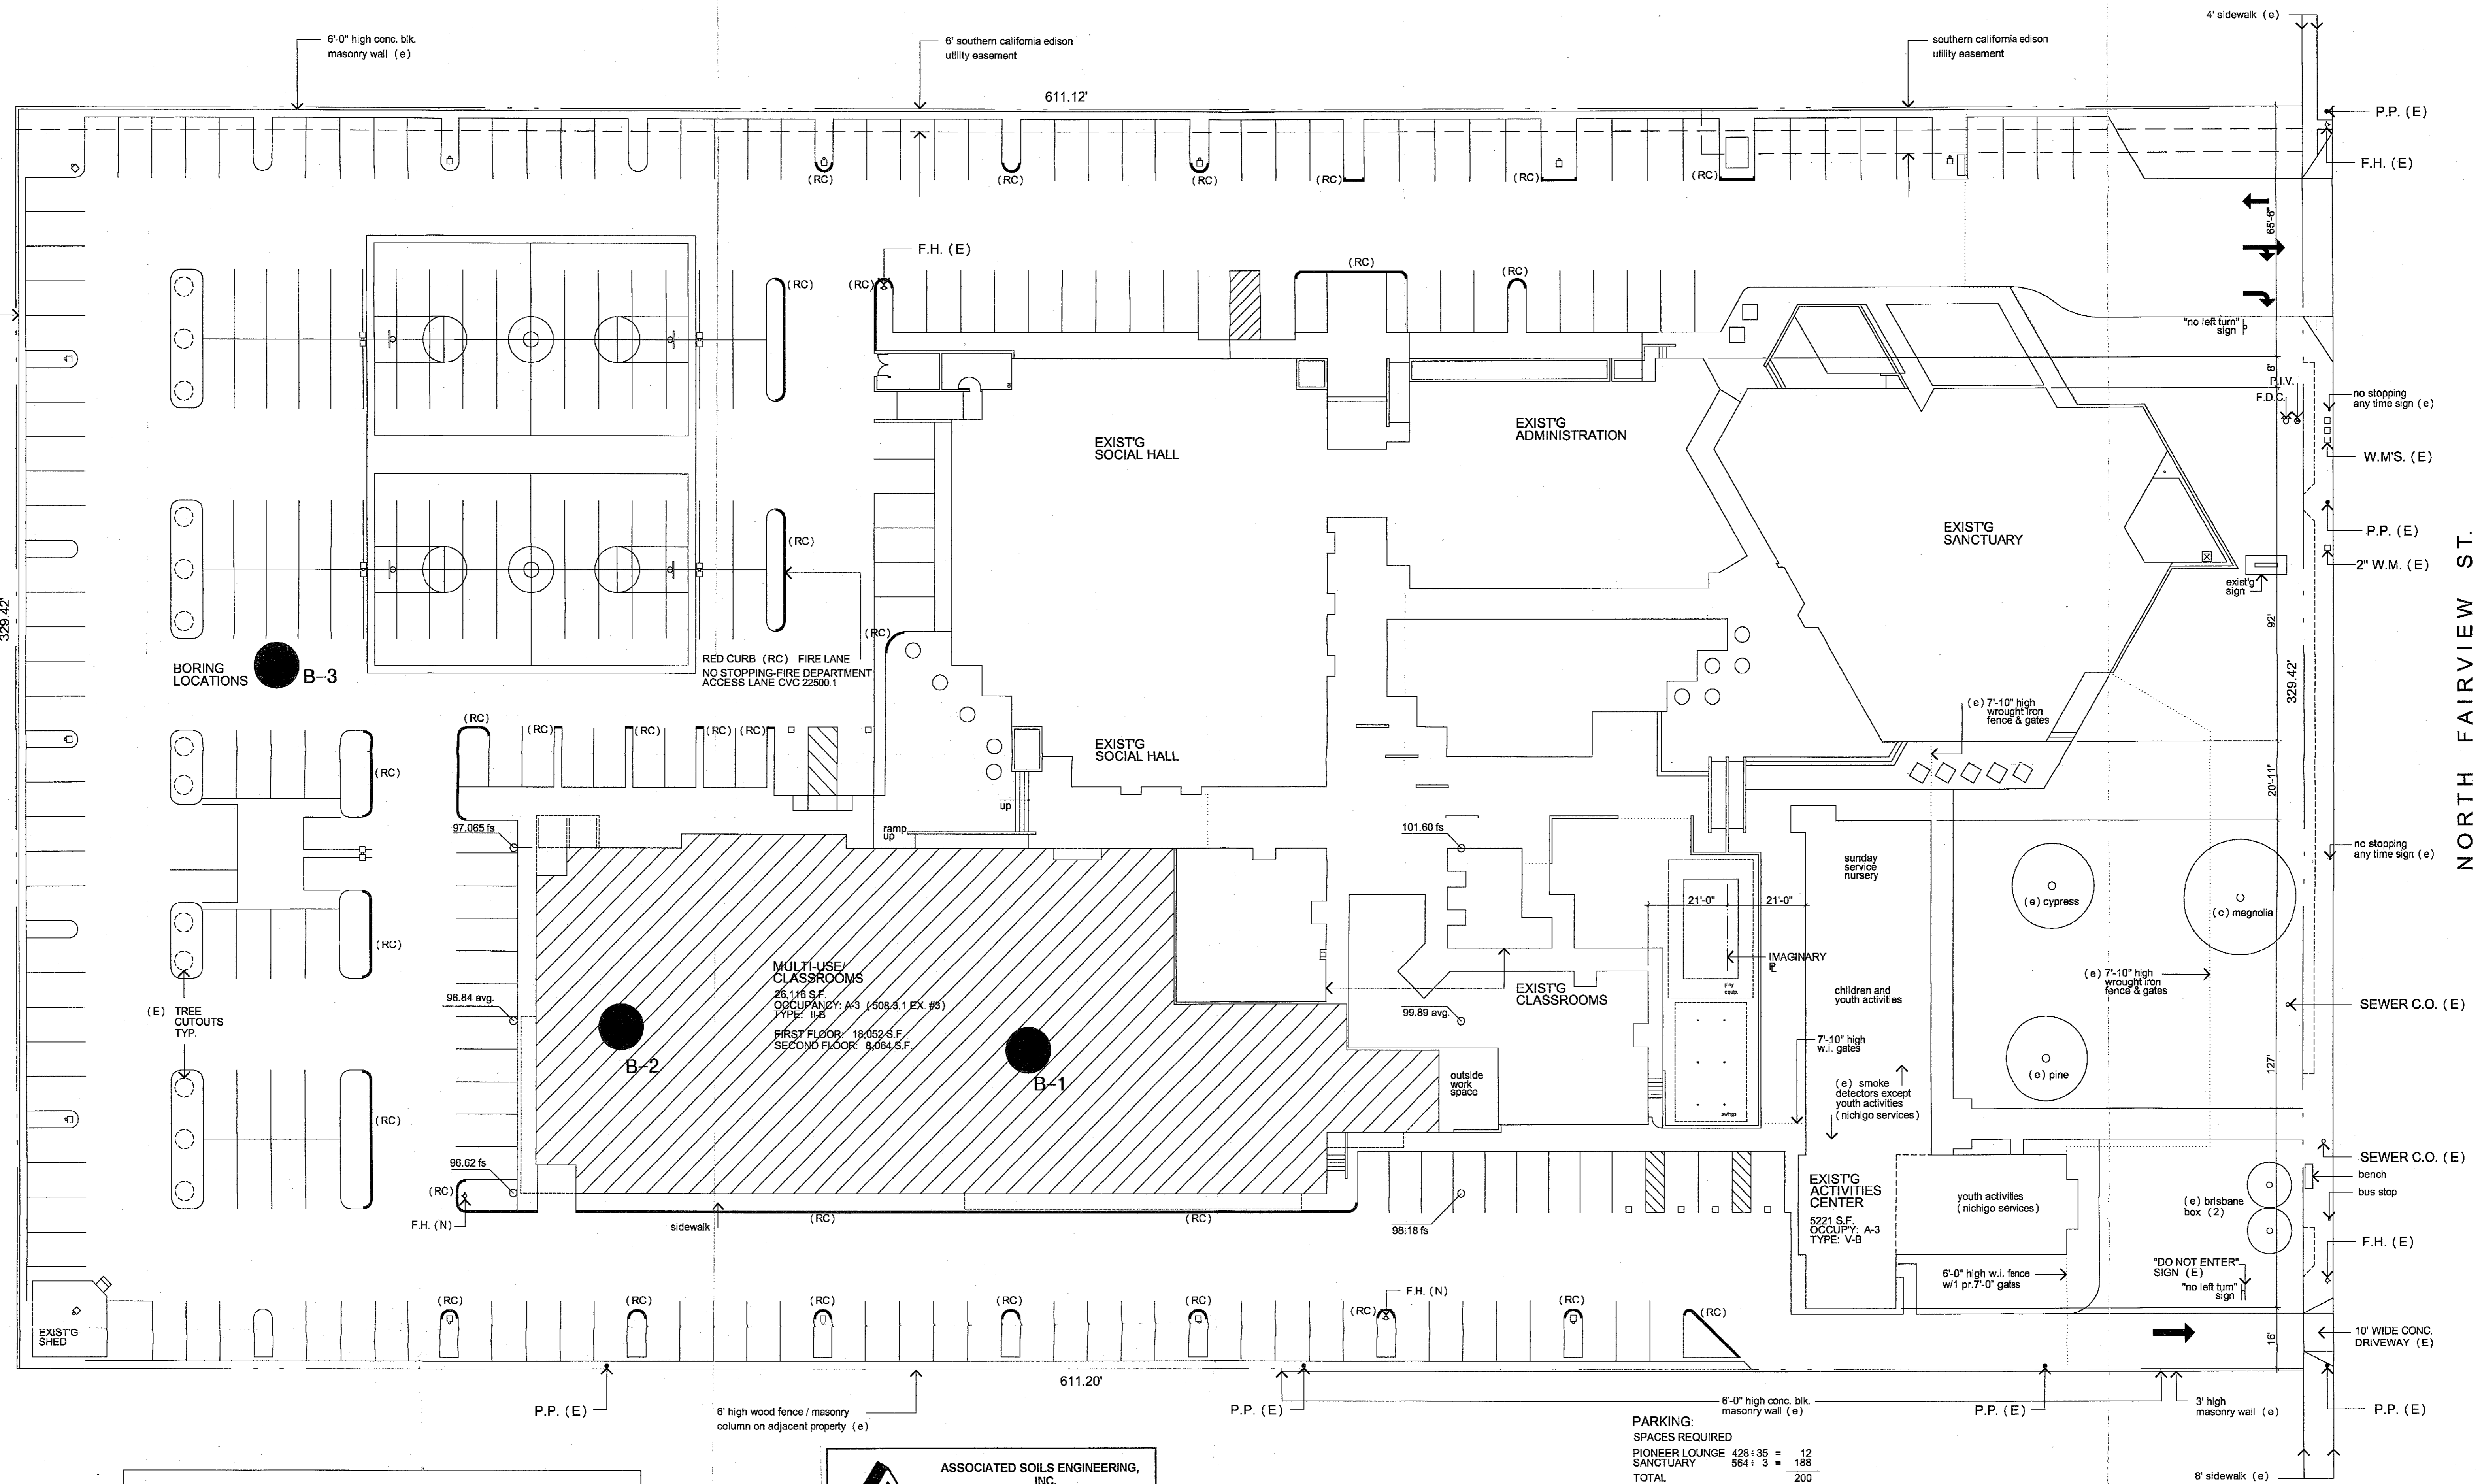 4' sidewalk (e)
6'-0" high conc. blk.
masonry wall (e)
6' southern california edison
utility easement
southern california edison
utility easement
611.12'
P.P. (E)
F.H. (E)
(RC)
(RC)
(RC)
(RC)
(RC)
(RC)
65'-6"
F.H. (E)
(RC)
(RC)
(RC)
(RC)
"no left turn"
sign
8'
P.I.V.
F.D.C.
no stopping
any time sign (e)
W.M'S. (E)
EXIST'G
SOCIAL HALL
EXIST'G
ADMINISTRATION
EXIST'G
SANCTUARY
P.P. (E)
2" W.M. (E)
exist'g
sign
NORTH FAIRVIEW ST.
(RC)
329.42'
92'
329.42'
(RC)
RED CURB (RC) FIRE LANE
NO STOPPING-FIRE DEPARTMENT
ACCESS LANE CVC 22500.1
BORING
LOCATIONS
B-3
(e) 7'-10" high
wrought iron
fence & gates
(RC)
(RC)
(RC)
(RC)
(RC)
(RC)
EXIST'G
SOCIAL HALL
20'-11"
up
ramp
up
97.065 fs
101.60 fs
sunday
service
nursery
no stopping
any time sign (e)
(e) cypress
(e) magnolia
21'-0"
21'-0"
(RC)
IMAGINARY
play
equip.
MULTI-USE/
CLASSROOMS
26,116 S.F.
OCCUPANCY: A-3 (508.3.1 EX. #3)
TYPE: II-B
FIRST FLOOR: 18,052 S.F.
SECOND FLOOR: 8,064 S.F.
96.84 avg.
(E) TREE
CUTOUTS
TYP.
EXIST'G
CLASSROOMS
99.89 avg.
children and
youth activities
(e) 7'-10" high
wrought iron
fence & gates
SEWER C.O. (E)
B-2
B-1
7'-10" high
w.i. gates
outside
work
space
swings
(e) pine
127'
(e) smoke
detectors except
youth activities
(nichigo services)
(RC)
SEWER C.O. (E)
bench
bus stop
96.62 fs
(RC)
F.H. (N)
sidewalk
(RC)
(RC)
98.18 fs
EXIST'G
ACTIVITIES
CENTER
5221 S.F.
OCCUP'Y: A-3
TYPE: V-B
youth activities
(nichigo services)
(e) brisbane
box (2)
F.H. (E)
"DO NOT ENTER"
SIGN (E)
"no left turn"
sign
6'-0" high w.i. fence
w/1 pr.7'-0" gates
EXIST'G
SHED
(RC)
(RC)
(RC)
(RC)
(RC)
(RC)
F.H. (N)
(RC)
(RC)
16'
10' WIDE CONC.
DRIVEWAY (E)
611.20'
P.P. (E)
6' high wood fence / masonry
column on adjacent property (e)
P.P. (E)
6'-0" high conc. blk.
masonry wall (e)
P.P. (E)
3' high
masonry wall (e)
P.P. (E)
PARKING:
SPACES REQUIRED
PIONEER LOUNGE 428÷35 = 12
SANCTUARY 564÷ 3 = 188
TOTAL 200
8' sidewalk (e)
ASSOCIATED SOILS ENGINEERING,
INC.